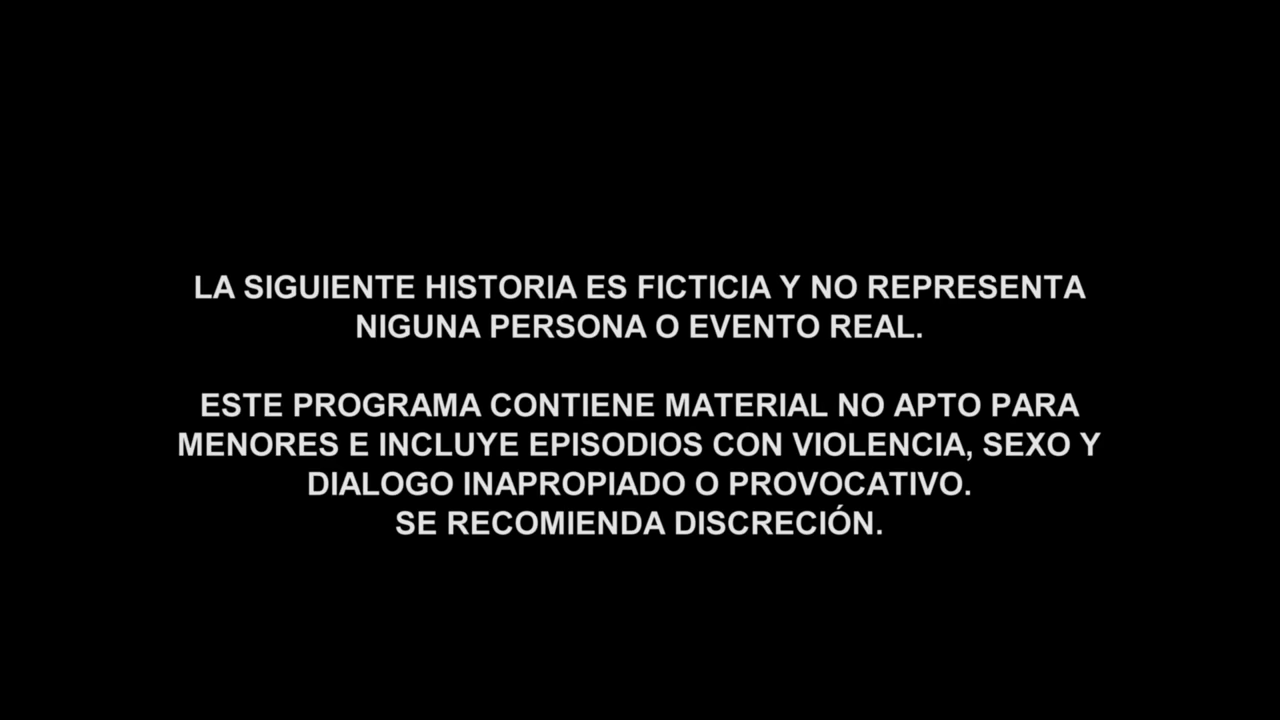 LA SIGUIENTE HISTORIA ES FICTICIA Y NO REPRESENTA
NIGUNA PERSONA O EVENTO REAL.
ESTE PROGRAMA CONTIENE MATERIAL NO APTO PARA
MENORES E INCLUYE EPISODIOS CON VIOLENCIA, SEXO Y
DIALOGO INAPROPIADO O PROVOCATIVO.
SE RECOMIENDA DISCRECIÓN.